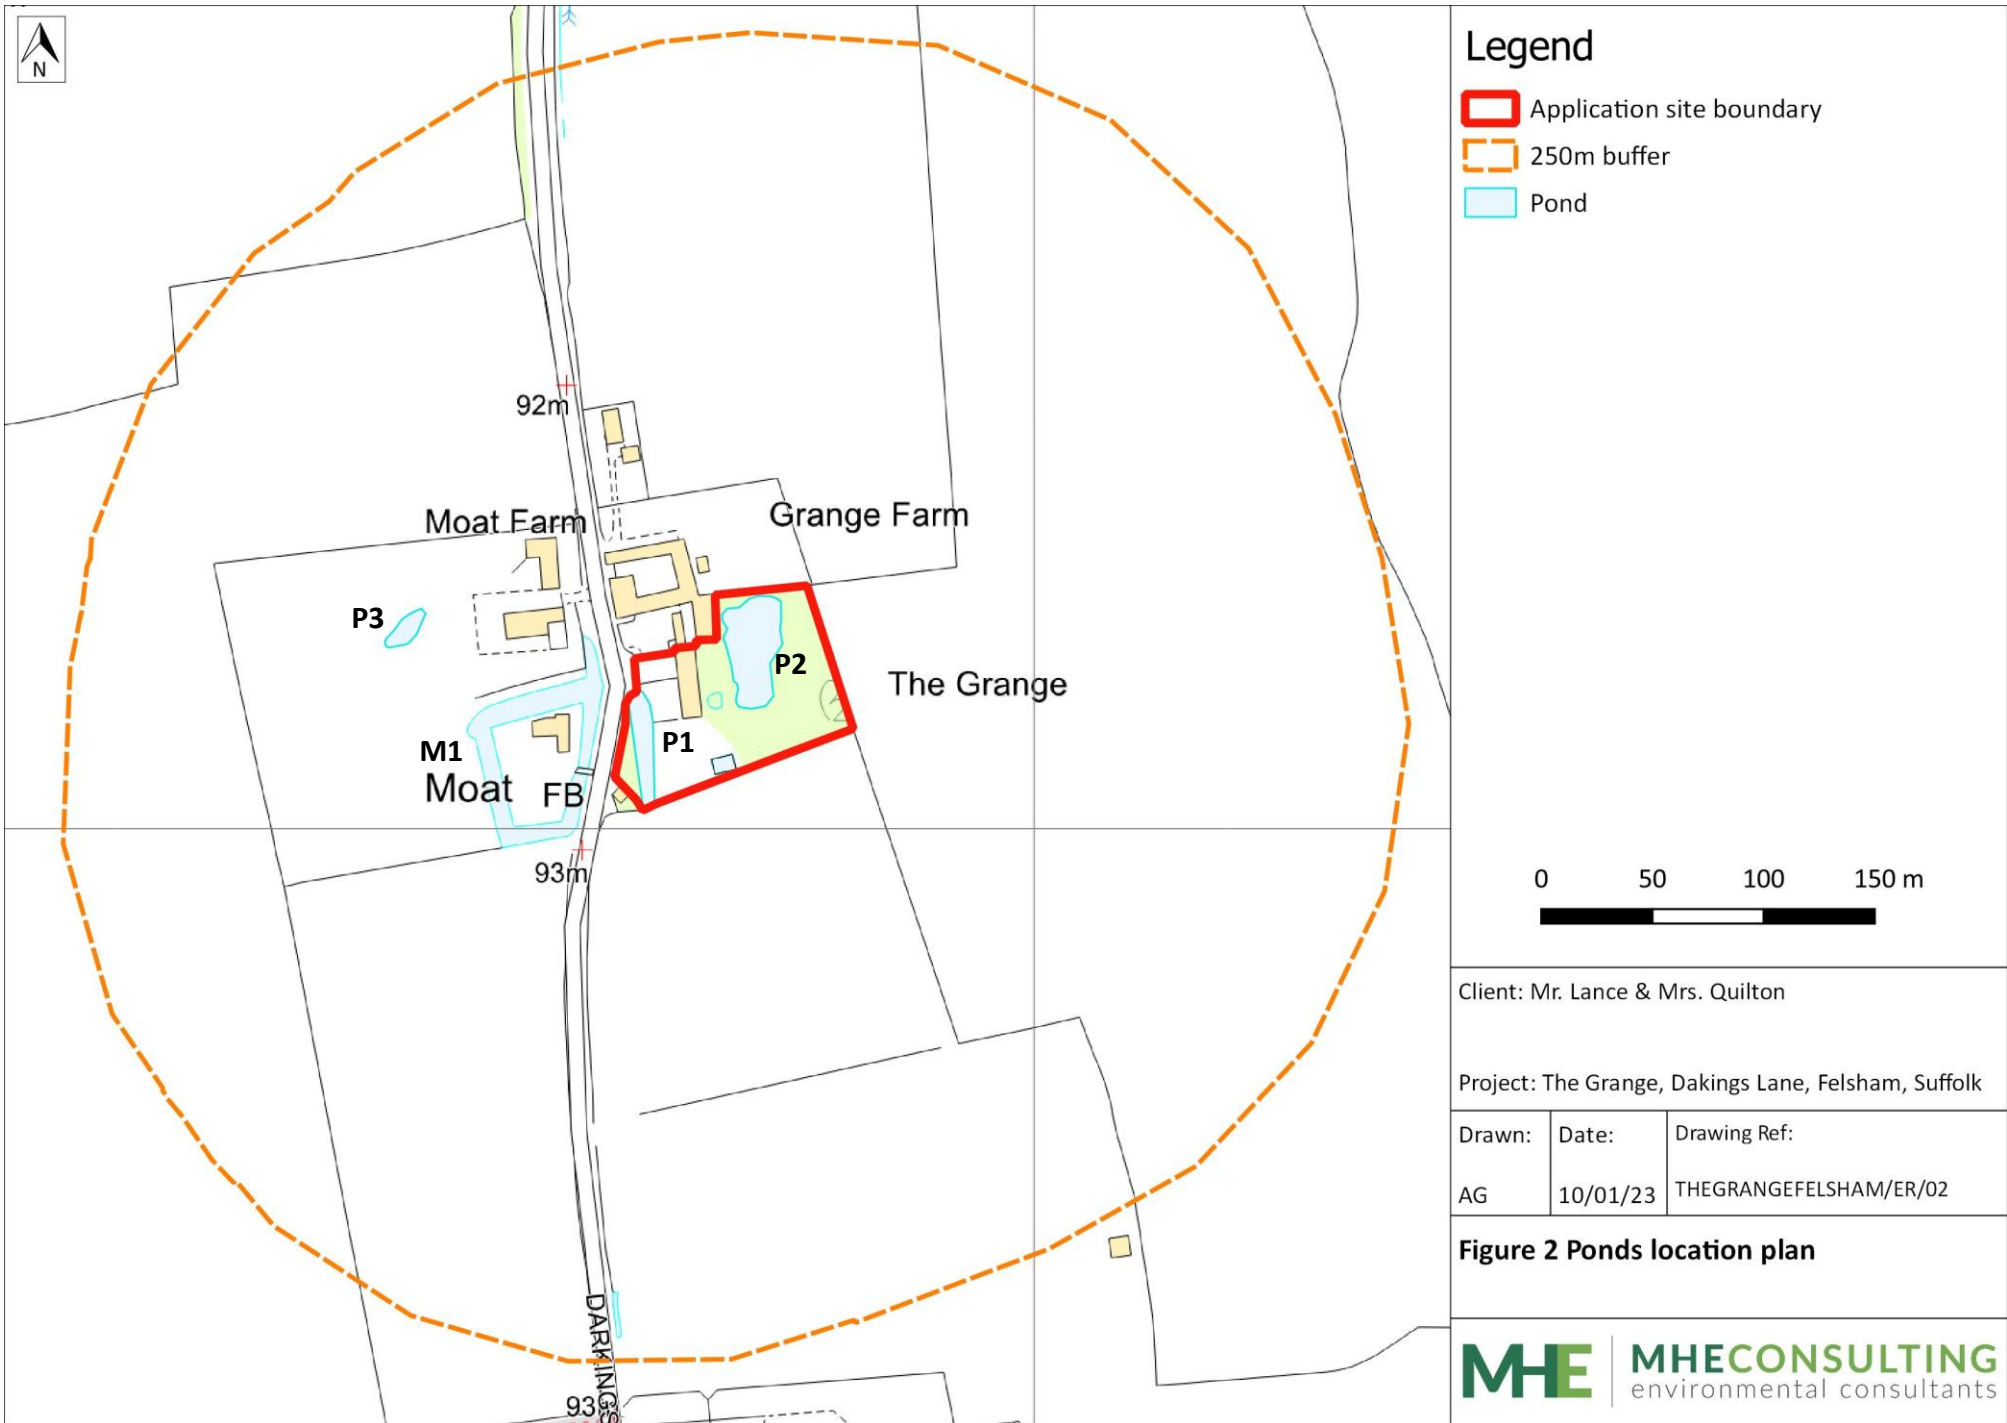 N
92m
Moat Farm
Grange Farm
P3
P2
The Grange
P1
M1
Moat
FB
93m
DARKINGS
93
Legend
Application site boundary
250m buffer
Pond
0 50 100 150 m
Client: Mr. Lance & Mrs. Quilton
Project: The Grange, Dakings Lane, Felsham, Suffolk
Drawn: Date: Drawing Ref:
AG 10/01/23 THEGRANGEFELSHAM/ER/02
Figure 2 Ponds location plan
MHE MHECONSULTING
environmental consultants